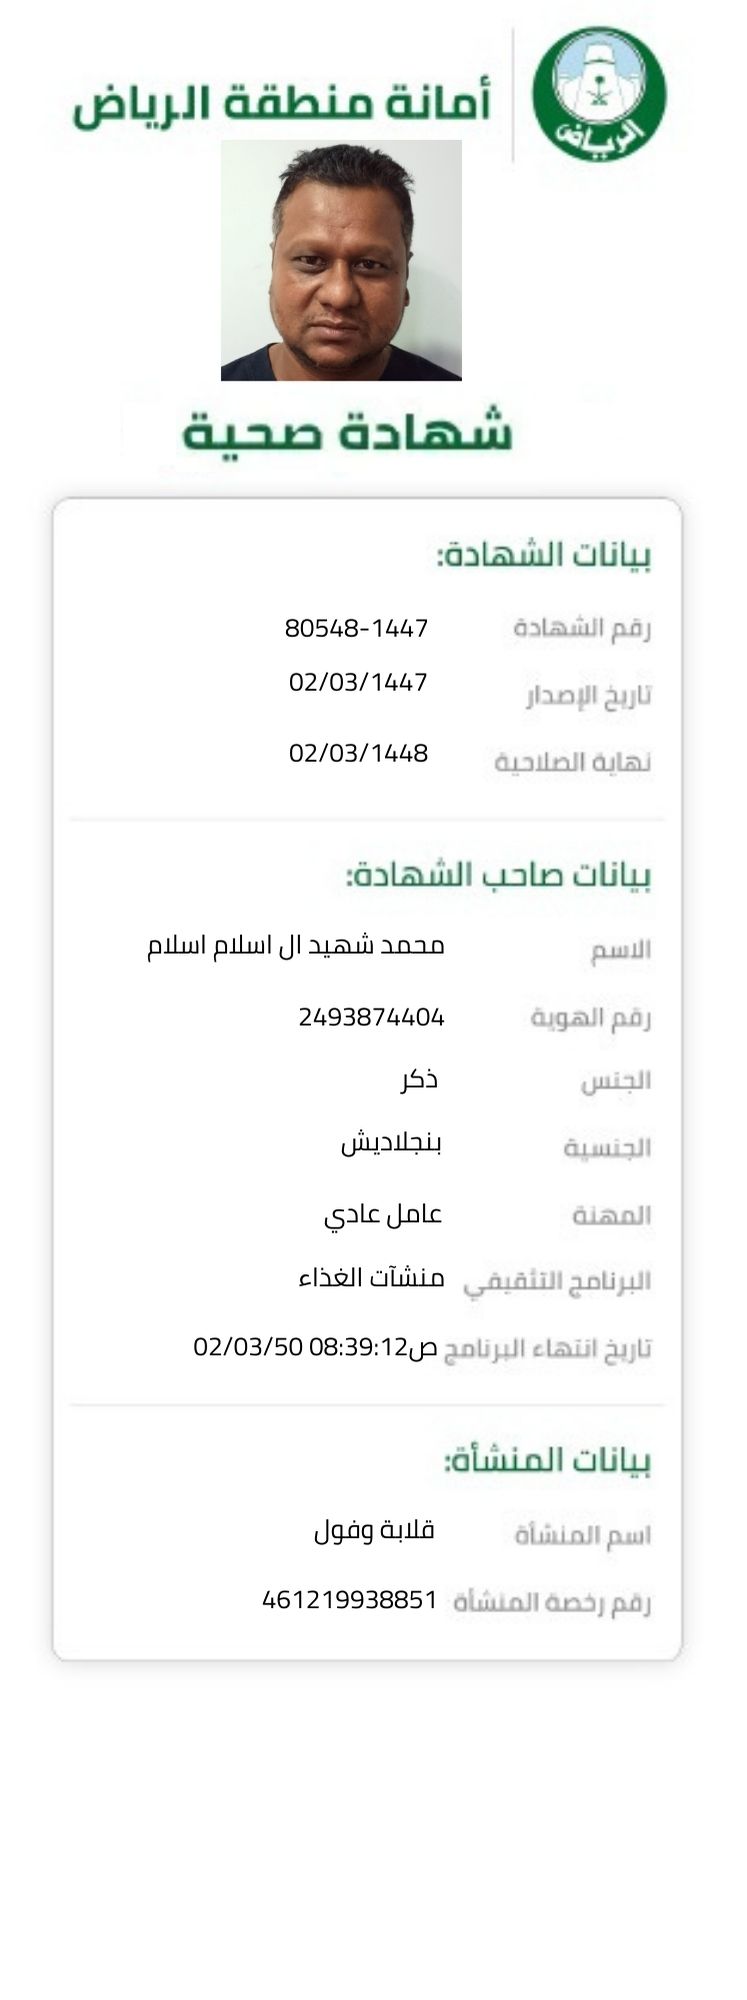 أمانة منطقة الرياض
الرياض
شهادة صحية
بيانات الشهادة:
رقم الشهادة 80548-1447
تاريخ الإصدار 02/03/1447
نهاية الصلاحية 02/03/1448
بيانات صاحب الشهادة:
الاسم محمد شهيد ال اسلام اسلام
رقم الهوية 2493874404
الجنس ذكر
الجنسية بنجلاديش
المهنة عامل عادي
البرنامج التثقيفي منشآت الغذاء
تاريخ انتهاء البرنامج ص08:39:12 02/03/50
بيانات المنشأة:
اسم المنشأة قلابة وفول
رقم رخصة المنشأة 461219938851